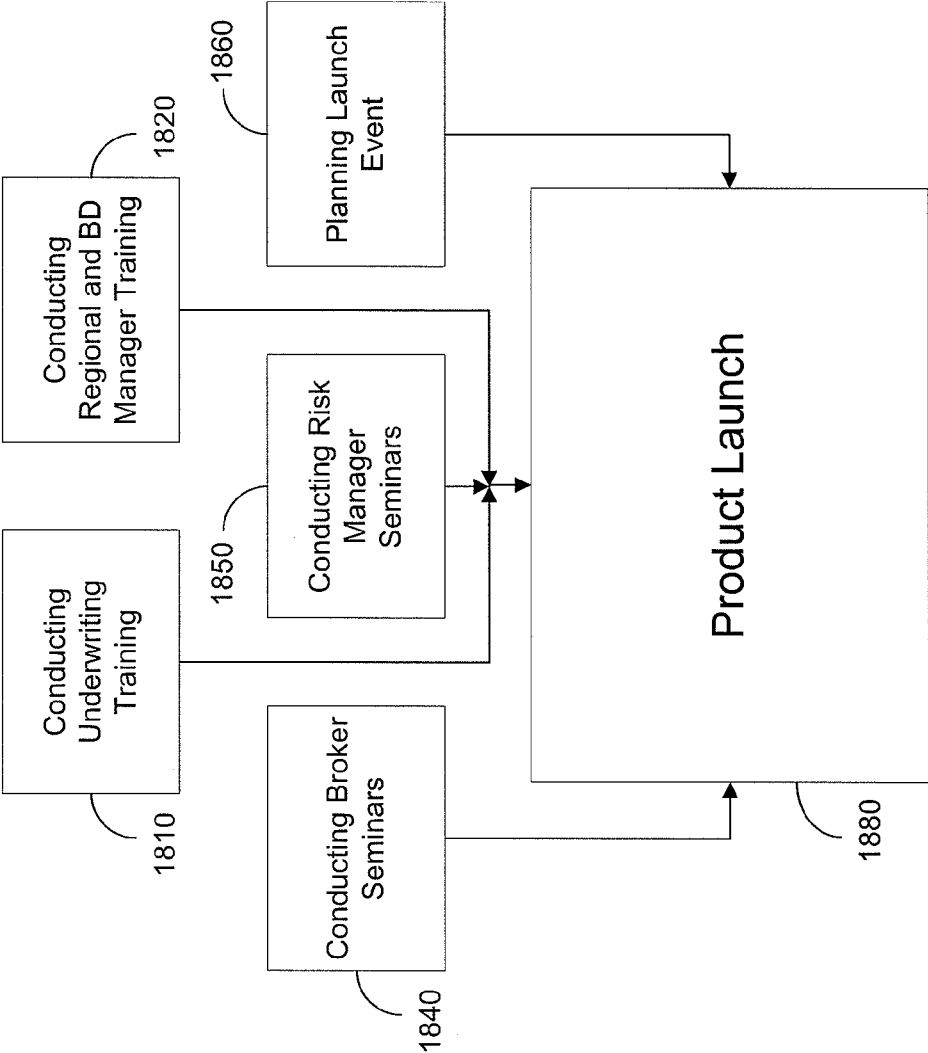 1810
Conducting
Underwriting
Training
Conducting
Regional and BD
Manager Training
1820
1840
Conducting Broker
Seminars
1850
Conducting Risk
Manager
Seminars
1860
Planning Launch
Event
Product Launch
1880